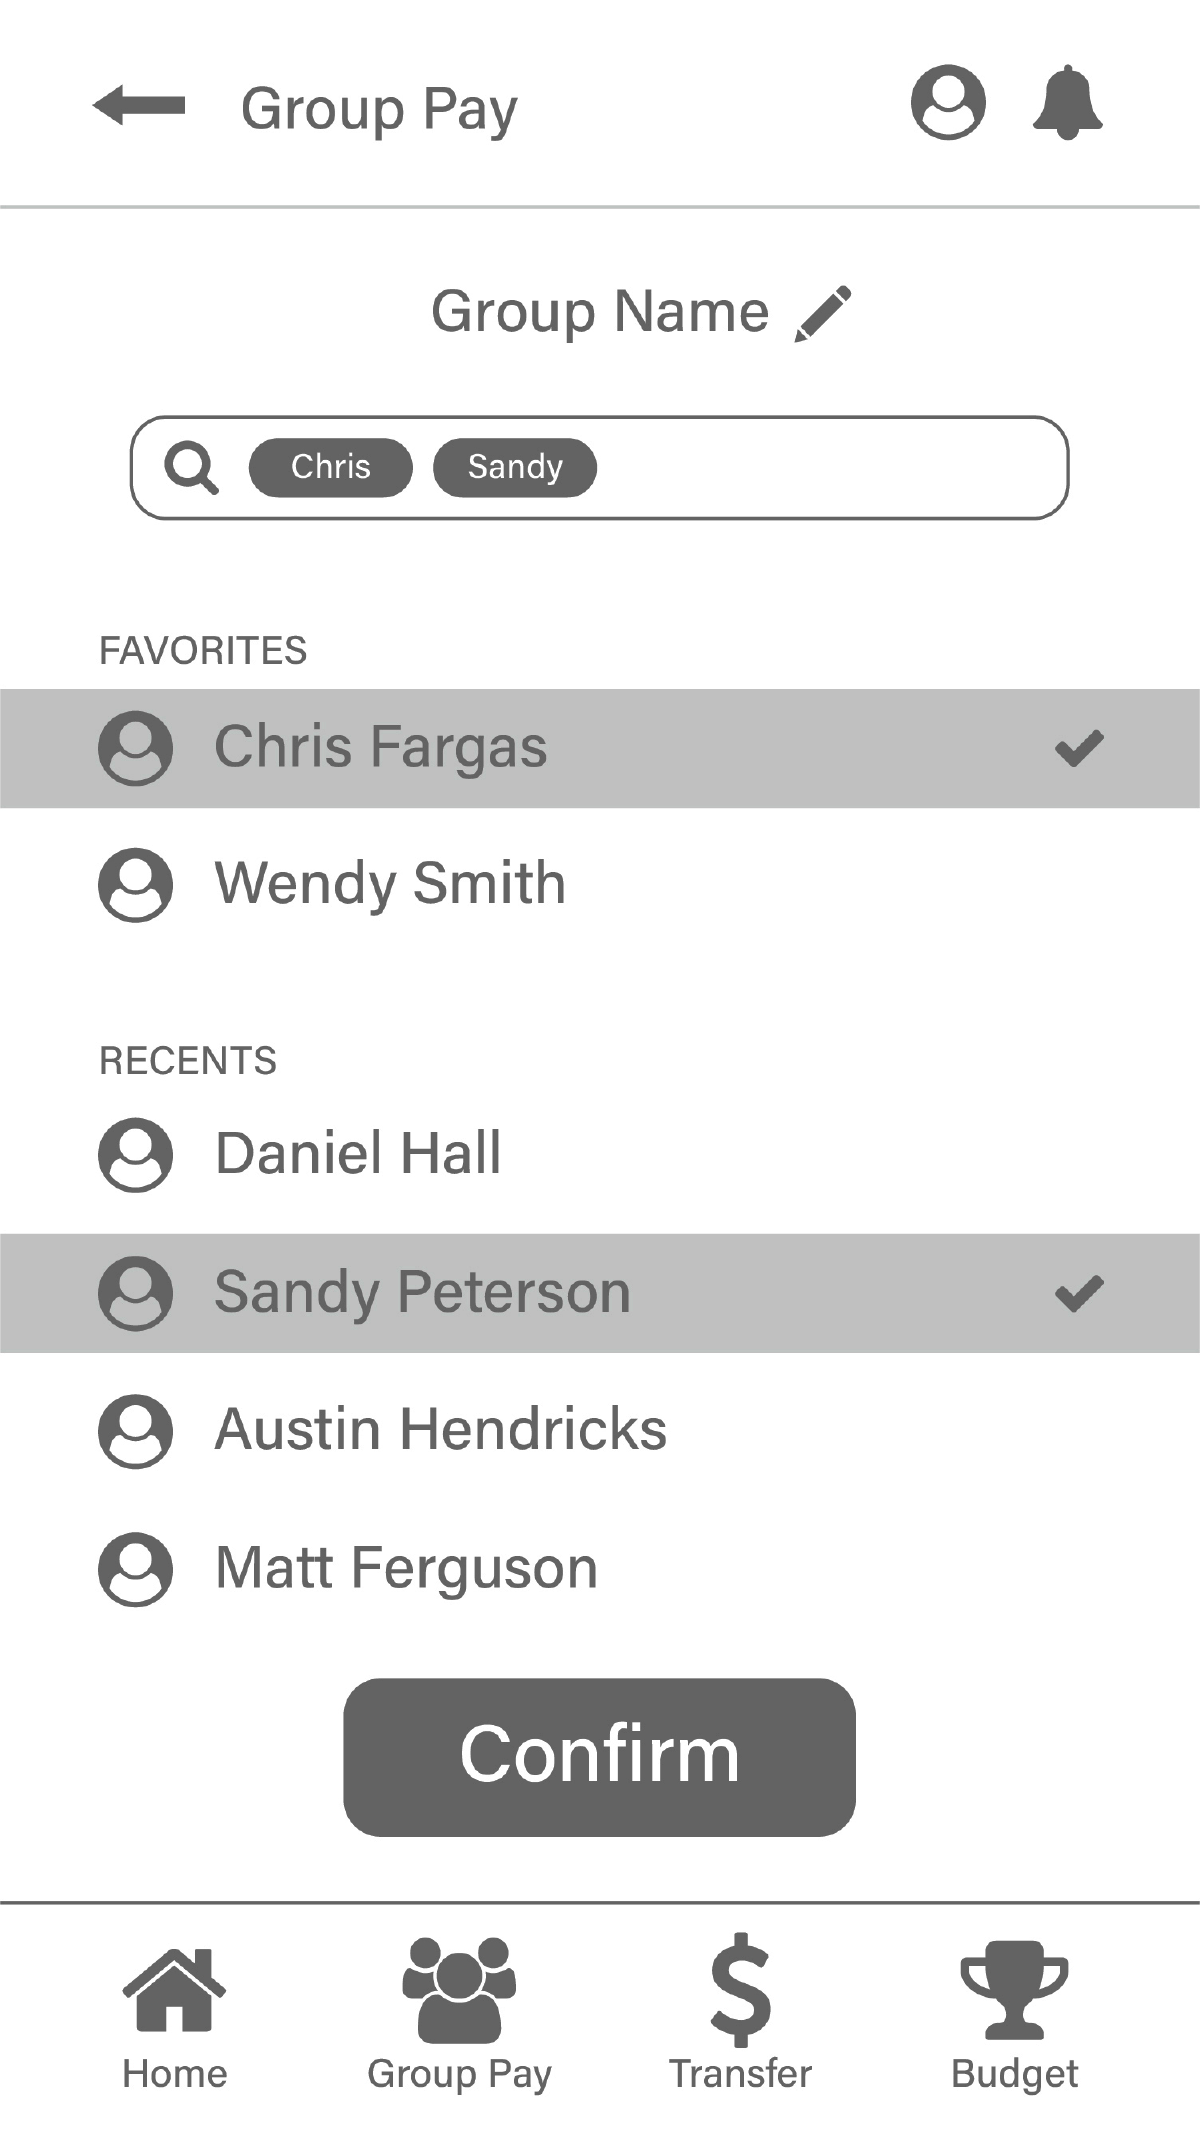 Group Pay
Group Name
Chris Sandy
FAVORITES
Chris Fargas
Wendy Smith
RECENTS
Daniel Hall
Sandy Peterson
Austin Hendricks
Matt Ferguson
Confirm
Home Group Pay Transfer Budget